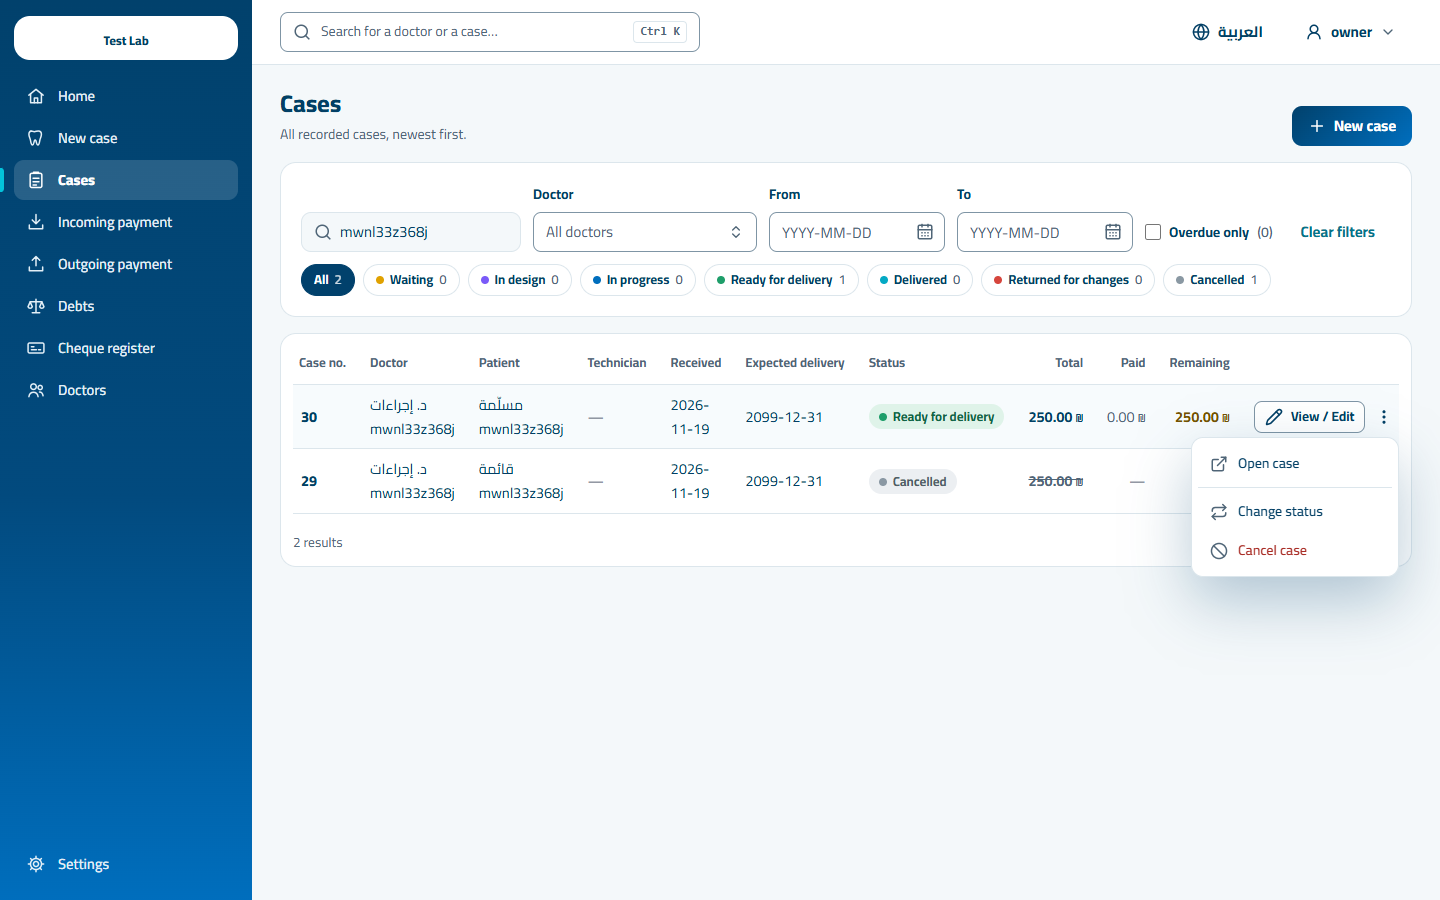 Test Lab
Home
New case
Cases
Incoming payment
Outgoing payment
Debts
Cheque register
Doctors
Settings
Search for a doctor or a case...
Ctrl K
العربية
owner
Cases
All recorded cases, newest first.
New case
Doctor
From
To
mwnl33z368j
All doctors
YYYY-MM-DD
YYYY-MM-DD
Overdue only (0)
Clear filters
All 2
Waiting 0
In design 0
In progress 0
Ready for delivery 1
Delivered 0
Returned for changes 0
Cancelled 1
Case no. Doctor Patient Technician Received Expected delivery Status Total Paid Remaining
30
د. إجراءات
mwnl33z368j
مسلّمة
mwnl33z368j
—
2026-
11-19
2099-12-31
Ready for delivery
250.00 ₪
0.00 ₪
250.00 ₪
View / Edit
29
د. إجراءات
mwnl33z368j
قائمة
mwnl33z368j
—
2026-
11-19
2099-12-31
Cancelled
250.00 ₪
—
Open case
Change status
Cancel case
2 results